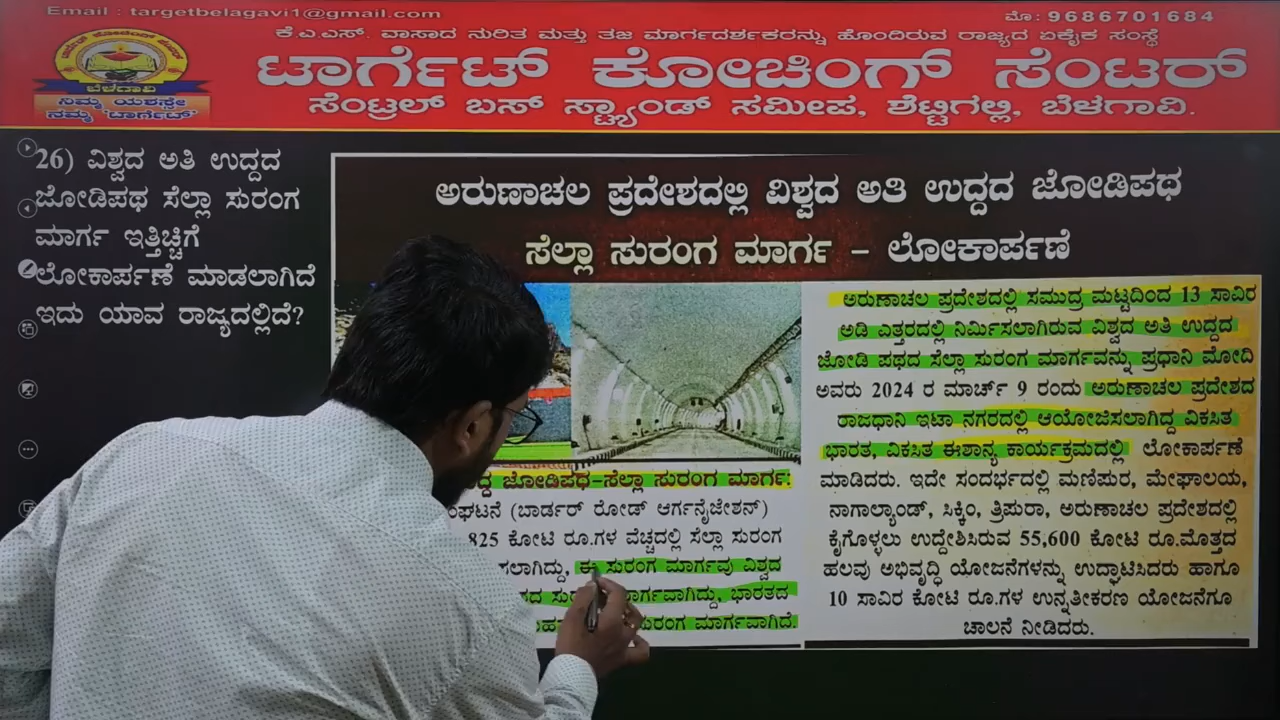 Email : targetbelagavi1@gmail.com
ಮೊ: 9686701684
ಕೆ.ಎ.ಎಸ್. ವಾಸಾದ ನುರಿತ ಮತ್ತು ತಜ್ಞ ಮಾರ್ಗದರ್ಶಕರನ್ನು ಹೊಂದಿರುವ ರಾಜ್ಯದ ಏಕೈಕ ಸಂಸ್ಥೆ
ಟಾರ್ಗೆಟ್ ಕೋಚಿಂಗ್ ಸೆಂಟರ್
ಸೆಂಟ್ರಲ್ ಬಸ್ ಸ್ಟ್ಯಾಂಡ್ ಸಮೀಪ, ಶೆಟ್ಟಿಗಲ್ಲಿ, ಬೆಳಗಾವಿ.
ಬೆಳಗಾವಿ
ನಿಮ್ಮ ಯಶಸ್ಸೇ
ನಮ್ಮ 'ಟಾರ್ಗೆಟ್'
26) ವಿಶ್ವದ ಅತಿ ಉದ್ದದ
ಜೋಡಿಪಥ ಸೆಲ್ಲಾ ಸುರಂಗ
ಮಾರ್ಗ ಇತ್ತಿಚ್ಚಿಗೆ
ಲೋಕಾರ್ಪಣೆ ಮಾಡಲಾಗಿದೆ
ಇದು ಯಾವ ರಾಜ್ಯದಲ್ಲಿದೆ?
ಅರುಣಾಚಲ ಪ್ರದೇಶದಲ್ಲಿ ವಿಶ್ವದ ಅತಿ ಉದ್ದದ ಜೋಡಿಪಥ
ಸೆಲ್ಲಾ ಸುರಂಗ ಮಾರ್ಗ – ಲೋಕಾರ್ಪಣೆ
ಜೋಡಿಪಥ-ಸೆಲ್ಲಾ ಸುರಂಗ ಮಾರ್ಗ:
(ಬಾರ್ಡರ್ ರೋಡ್ ಆರ್ಗನೈಜೇಶನ್)
825 ಕೋಟಿ ರೂ.ಗಳ ವೆಚ್ಚದಲ್ಲಿ ಸೆಲ್ಲಾ ಸುರಂಗ
ಈ ಸುರಂಗ ಮಾರ್ಗವು ವಿಶ್ವದ
ಭಾರತದ
ಸುರಂಗ ಮಾರ್ಗವಾಗಿದೆ.
ಅರುಣಾಚಲ ಪ್ರದೇಶದಲ್ಲಿ ಸಮುದ್ರ ಮಟ್ಟದಿಂದ 13 ಸಾವಿರ
ಅಡಿ ಎತ್ತರದಲ್ಲಿ ನಿರ್ಮಿಸಲಾಗಿರುವ ವಿಶ್ವದ ಅತಿ ಉದ್ದದ
ಜೋಡಿ ಪಥದ ಸೆಲ್ಲಾ ಸುರಂಗ ಮಾರ್ಗವನ್ನು ಪ್ರಧಾನಿ ಮೋದಿ
ಅವರು 2024 ರ ಮಾರ್ಚ್ 9 ರಂದು ಅರುಣಾಚಲ ಪ್ರದೇಶದ
ರಾಜಧಾನಿ ಇಟಾ ನಗರದಲ್ಲಿ ಆಯೋಜಿಸಲಾಗಿದ್ದ ವಿಕಸಿತ
ಭಾರತ, ವಿಕಸಿತ ಈಶಾನ್ಯ ಕಾರ್ಯಕ್ರಮದಲ್ಲಿ ಲೋಕಾರ್ಪಣೆ
ಮಾಡಿದರು. ಇದೇ ಸಂದರ್ಭದಲ್ಲಿ ಮಣಿಪುರ, ಮೇಘಾಲಯ,
ನಾಗಾಲ್ಯಾಂಡ್, ಸಿಕ್ಕಿಂ, ತ್ರಿಪುರಾ, ಅರುಣಾಚಲ ಪ್ರದೇಶದಲ್ಲಿ
ಕೈಗೊಳ್ಳಲು ಉದ್ದೇಶಿಸಿರುವ 55,600 ಕೋಟಿ ರೂ.ಮೊತ್ತದ
ಹಲವು ಅಭಿವೃದ್ಧಿ ಯೋಜನೆಗಳನ್ನು ಉದ್ಘಾಟಿಸಿದರು ಹಾಗೂ
10 ಸಾವಿರ ಕೋಟಿ ರೂ.ಗಳ ಉನ್ನತೀಕರಣ ಯೋಜನೆಗೂ
ಚಾಲನೆ ನೀಡಿದರು.